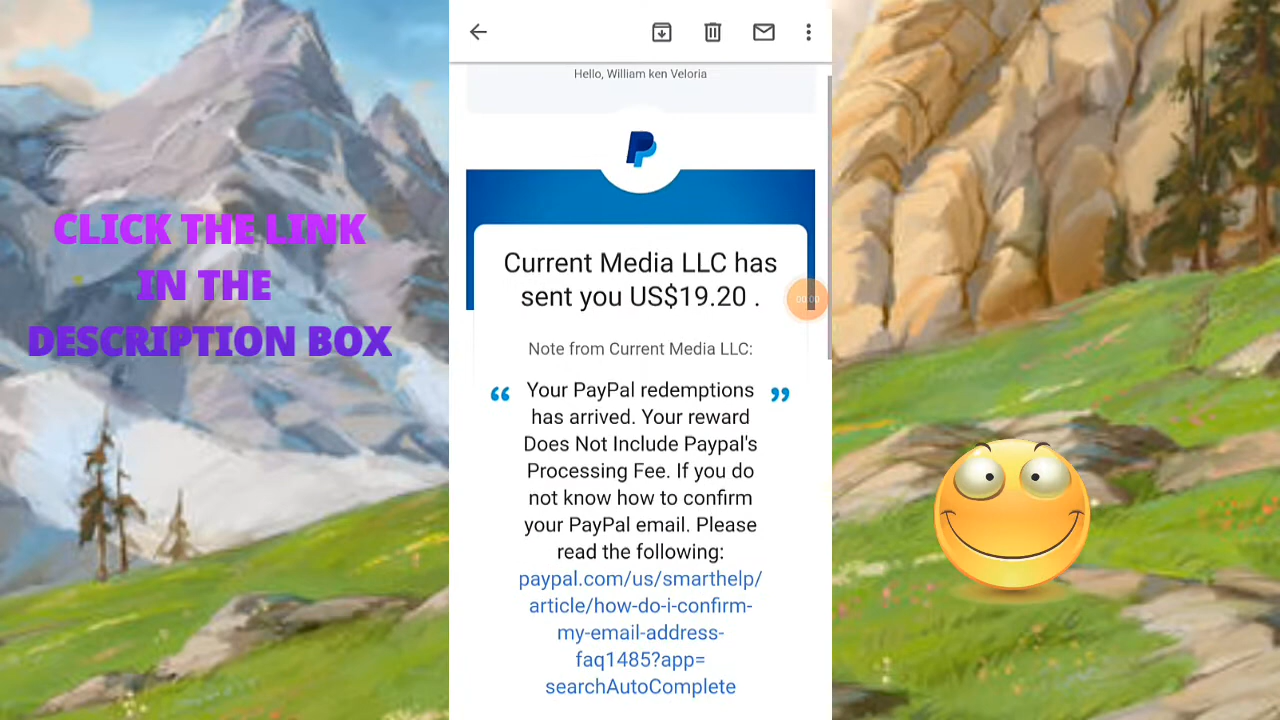 CLICK THE LINK
IN THE
DESCRIPTION BOX
Hello, William ken Veloria
Current Media LLC has
sent you US$19.20 .
00:00
Note from Current Media LLC:
“ Your PayPal redemptions ”
has arrived. Your reward
Does Not Include Paypal's
Processing Fee. If you do
not know how to confirm
your PayPal email. Please
read the following:
paypal.com/us/smarthelp/
article/how-do-i-confirm-
my-email-address-
faq1485?app=
searchAutoComplete